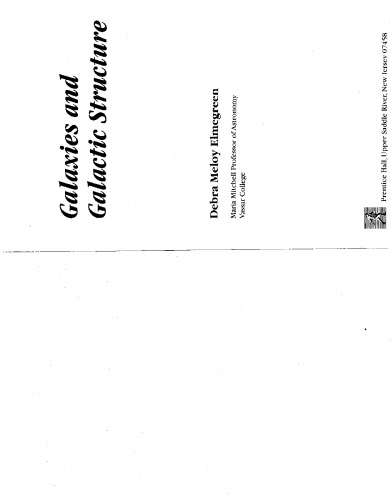 Galaxies and
Galactic Structure
Debra Meloy Elmegreen
Maria Mitchell Professor of Astronomy
Vassar College
Prentice Hall, Upper Saddle River, New Jersey 07458